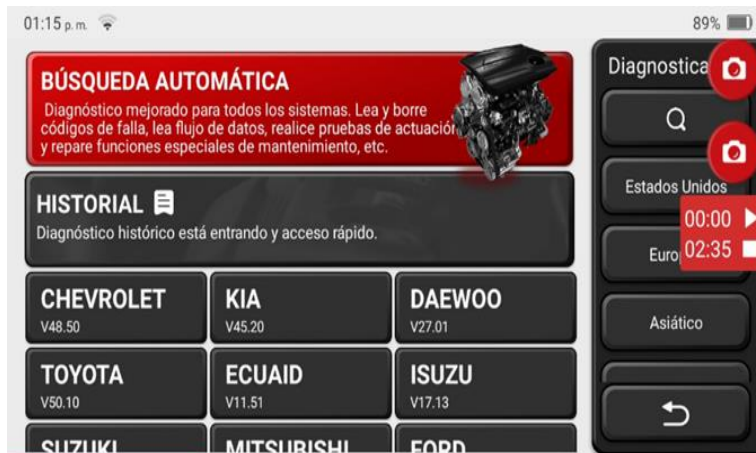 01:15 p. m.
89%
BÚSQUEDA AUTOMÁTICA
Diagnóstico mejorado para todos los sistemas. Lea y borre
códigos de falla, lea flujo de datos, realice pruebas de actuación
y repare funciones especiales de mantenimiento, etc.
HISTORIAL
Diagnóstico histórico está entrando y acceso rápido.
CHEVROLET
V48.50
KIA
V45.20
DAEWOO
V27.01
TOYOTA
V50.10
ECUAID
V11.51
ISUZU
V17.13
SUZUKI
MITSUBISHI
FORD
Diagnostica
Estados Unidos
00:00
Euro
02:35
Asiático